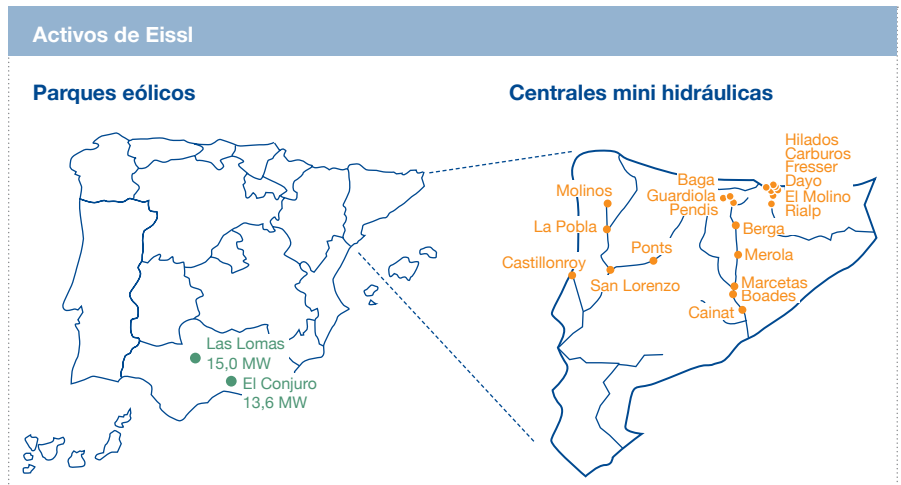 Activos de Eissl
Parques eólicos
Centrales mini hidráulicas
Las Lomas
15,0 MW
El Conjuro
13,6 MW
Hilados
Carburos
Fresser
Dayo
El Molino
Rialp
Baga
Guardiola
Pendis
Molinos
La Pobla
Berga
Ponts
Merola
Castillonroy
San Lorenzo
Marcetas
Boades
Cainat